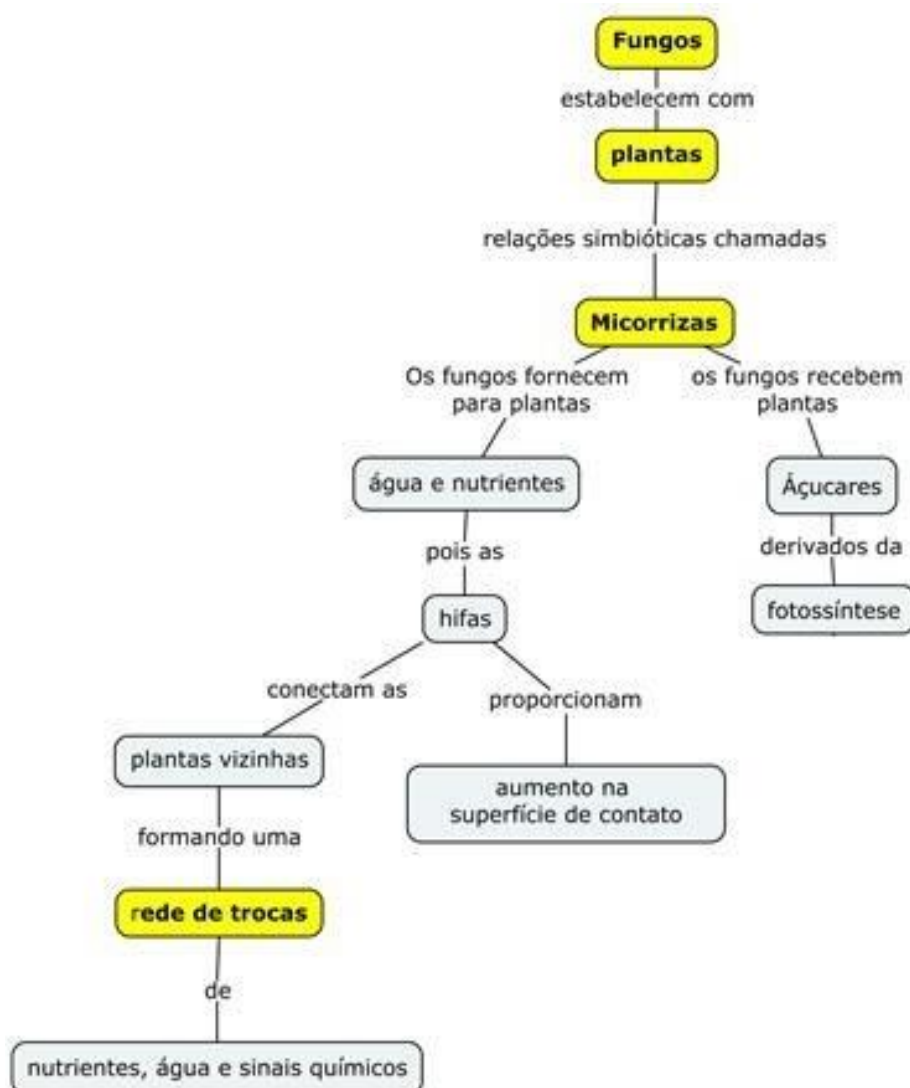 Fungos
estabelecem com
plantas
relações simbióticas chamadas
Micorrizas
Os fungos fornecem
para plantas
os fungos recebem
plantas
água e nutrientes
Áçucares
pois as
derivados da
hifas
fotossíntese
conectam as
proporcionam
plantas vizinhas
aumento na
superfície de contato
formando uma
rede de trocas
de
nutrientes, água e sinais químicos